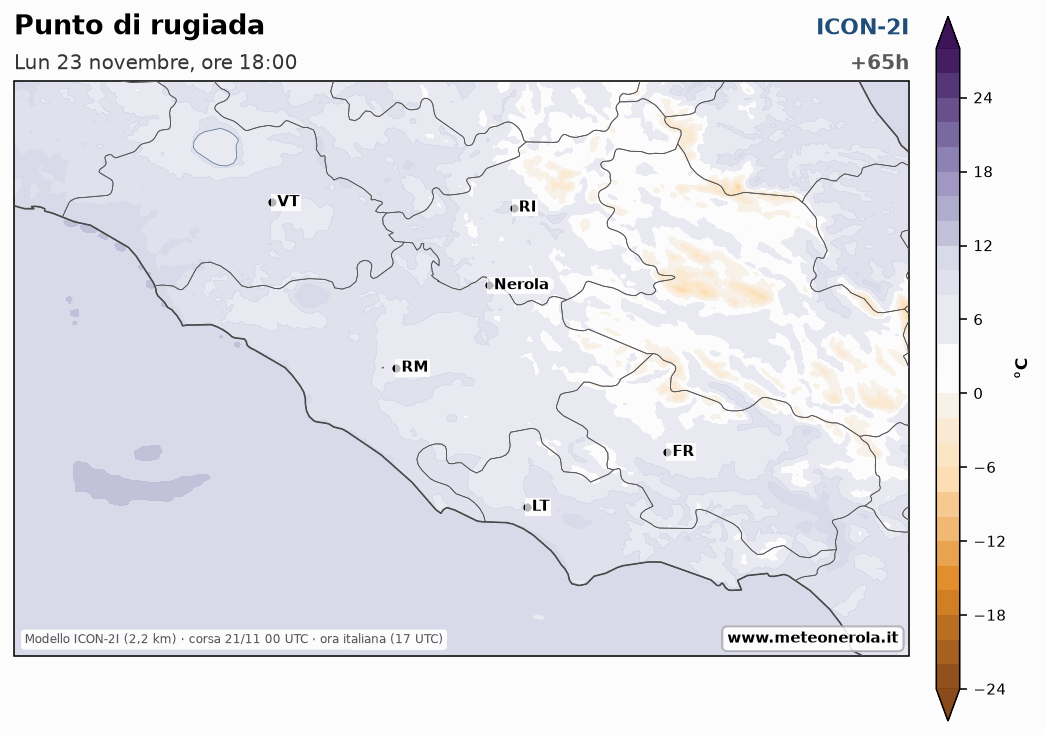 Punto di rugiada
ICON-2I
Lun 23 novembre, ore 18:00
+65h
VT
RI
Nerola
RM
FR
LT
24
18
12
6
0
−6
−12
−18
−24
°C
Modello ICON-2I (2,2 km) · corsa 21/11 00 UTC · ora italiana (17 UTC)
www.meteonerola.it